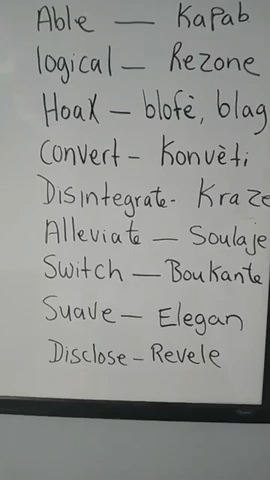 Able — Kapab
logical — Rezone
Hoax — blofè, blag
Convert - Konvèti
Disintegrate - Kraze
Alleviate — Soulaje
Switch — Boukante
Suave — Elegan
Disclose - Revele